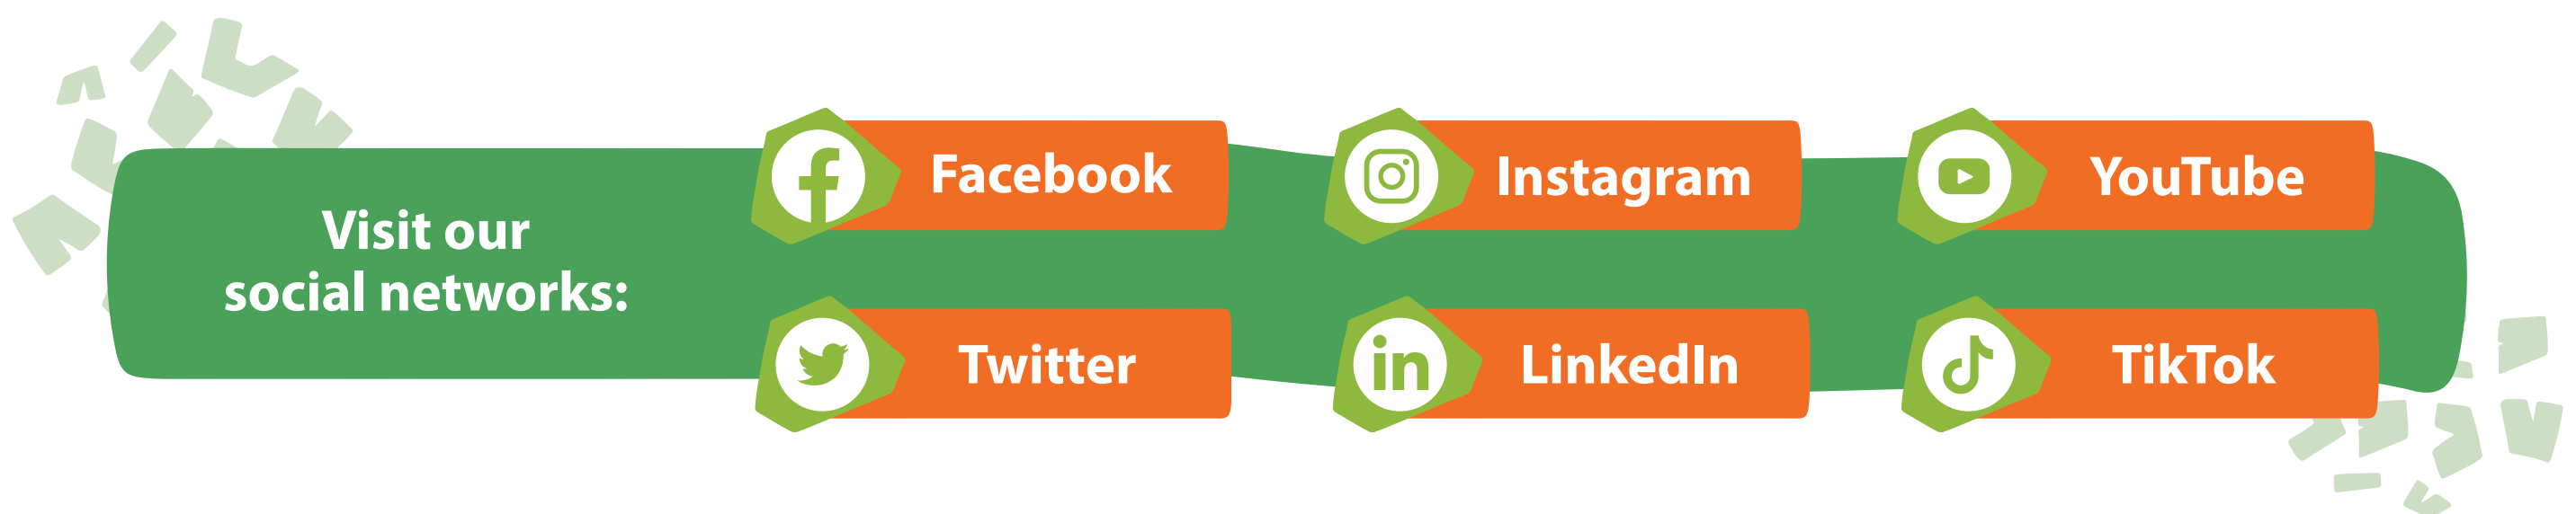 Visit our
social networks:
Facebook
Instagram
YouTube
Twitter
LinkedIn
TikTok